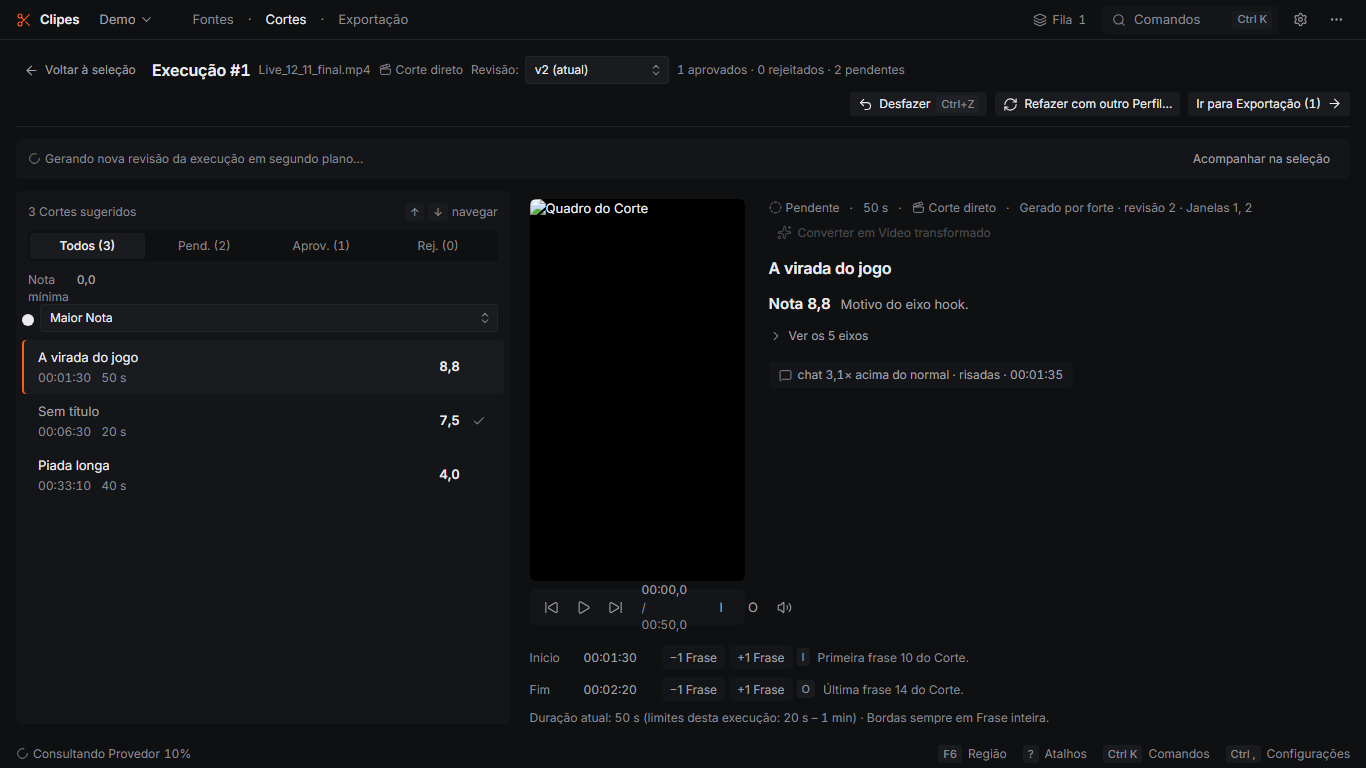 Clipes Demo Fontes · Cortes · Exportação Fila 1 Comandos Ctrl K
Voltar à seleção Execução #1 Live_12_11_final.mp4 Corte direto Revisão: v2 (atual) 1 aprovados · 0 rejeitados · 2 pendentes
Desfazer Ctrl+Z Refazer com outro Perfil... Ir para Exportação (1)
Gerando nova revisão da execução em segundo plano... Acompanhar na seleção
3 Cortes sugeridos navegar
Todos (3) Pend. (2) Aprov. (1) Rej. (0)
Nota mínima 0,0
Maior Nota
A virada do jogo
00:01:30 50 s
8,8
Sem título
00:06:30 20 s
7,5
Piada longa
00:33:10 40 s
4,0
Quadro do Corte
00:00,0
/
00:50,0
I O
Pendente · 50 s · Corte direto · Gerado por forte · revisão 2 · Janelas 1, 2
Converter em Vídeo transformado
A virada do jogo
Nota 8,8 Motivo do eixo hook.
Ver os 5 eixos
chat 3,1× acima do normal · risadas · 00:01:35
Início 00:01:30 −1 Frase +1 Frase I Primeira frase 10 do Corte.
Fim 00:02:20 −1 Frase +1 Frase O Última frase 14 do Corte.
Duração atual: 50 s (limites desta execução: 20 s – 1 min) · Bordas sempre em Frase inteira.
Consultando Provedor 10% F6 Região ? Atalhos Ctrl K Comandos Ctrl , Configurações